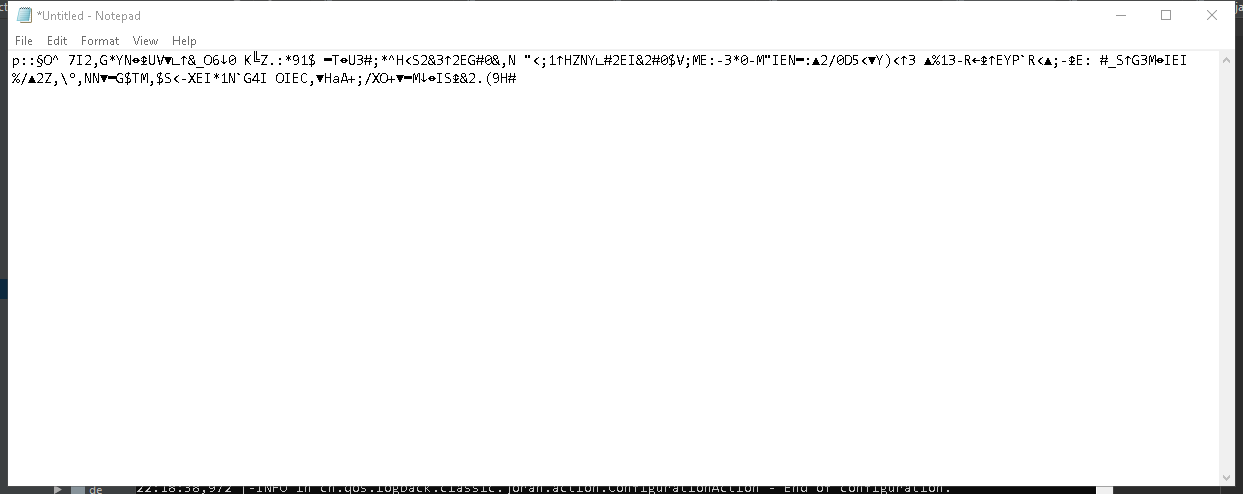 *Untitled - Notepad
File Edit Format View Help
p::§O^ 7I2,G*YN⬘⯭UV▼∟↑&_O6↓0 K╚Z.:*91$ ━T⬘U3#;*^H<S2&3↑2EG#0&,N "<;1↑HZNY∟#2EI&2#0$V;ME:-3*0-M"IEN━:▲2/0D5<▼Y)<↑3 ▲%13-R←⯭↑EYP`R<▲;-⯭E: #_S↑G3M⬘IEI
%/▲2Z,\°,NN▼━G$TM,$S<-XEI*1N`G4I OIEC,▼HaA+;/XO+▼━M↓⬘IS⯭&2.(9H#
de 22:18:38,972 |-INFO in ch.qos.logback.classic.joran.action.ConfigurationAction - End of configuration.